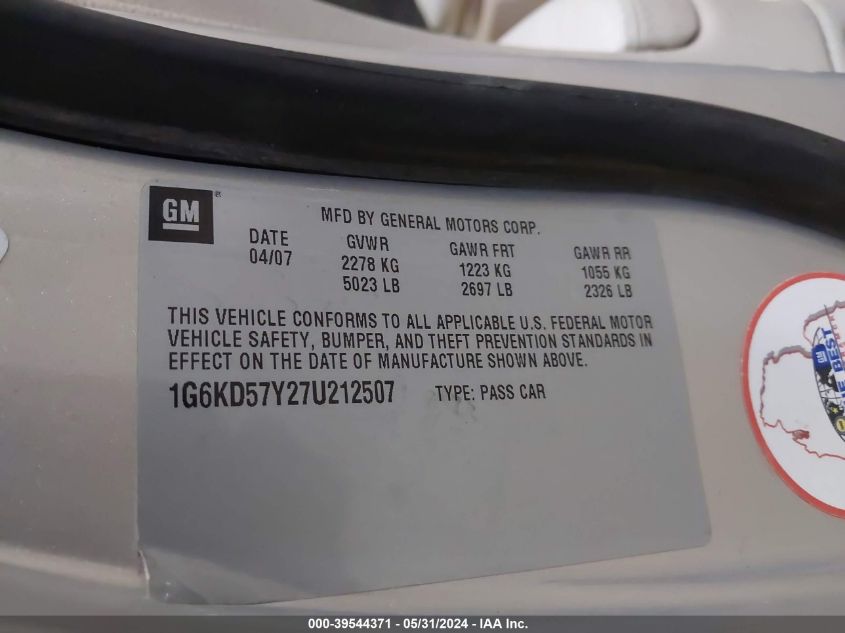 GM ®
MFD BY GENERAL MOTORS CORP.
DATE GVWR GAWR FRT GAWR RR
04/07 2278 KG 1223 KG 1055 KG
5023 LB 2697 LB 2326 LB
THIS VEHICLE CONFORMS TO ALL APPLICABLE U.S. FEDERAL MOTOR
VEHICLE SAFETY, BUMPER, AND THEFT PREVENTION STANDARDS IN
EFFECT ON THE DATE OF MANUFACTURE SHOWN ABOVE.
1G6KD57Y27U212507 TYPE: PASS CAR
BEST
000-39544371 - 05/31/2024 - IAA Inc.